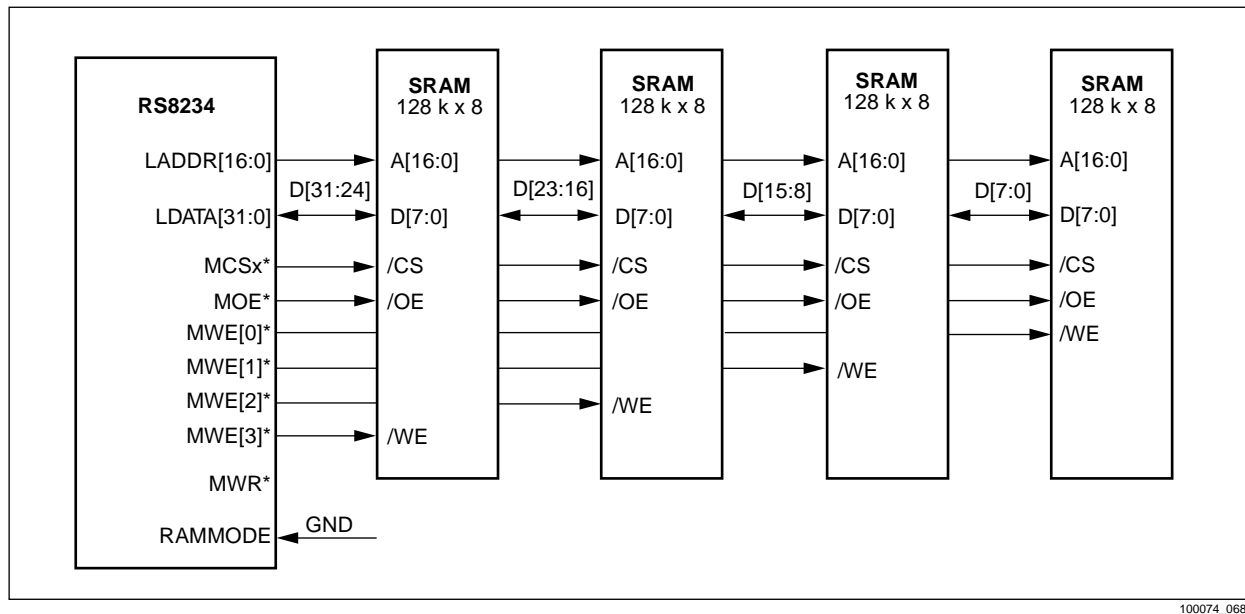 RS8234
LADDR[16:0]
LDATA[31:0]
MCSx*
MOE*
MWE[0]*
MWE[1]*
MWE[2]*
MWE[3]*
MWR*
RAMMODE
GND
D[31:24]
SRAM
128 k x 8
A[16:0]
D[7:0]
/CS
/OE
/WE
D[23:16]
SRAM
128 k x 8
A[16:0]
D[7:0]
/CS
/OE
/WE
D[15:8]
SRAM
128 k x 8
A[16:0]
D[7:0]
/CS
/OE
/WE
D[7:0]
SRAM
128 k x 8
A[16:0]
D[7:0]
/CS
/OE
/WE
100074_068